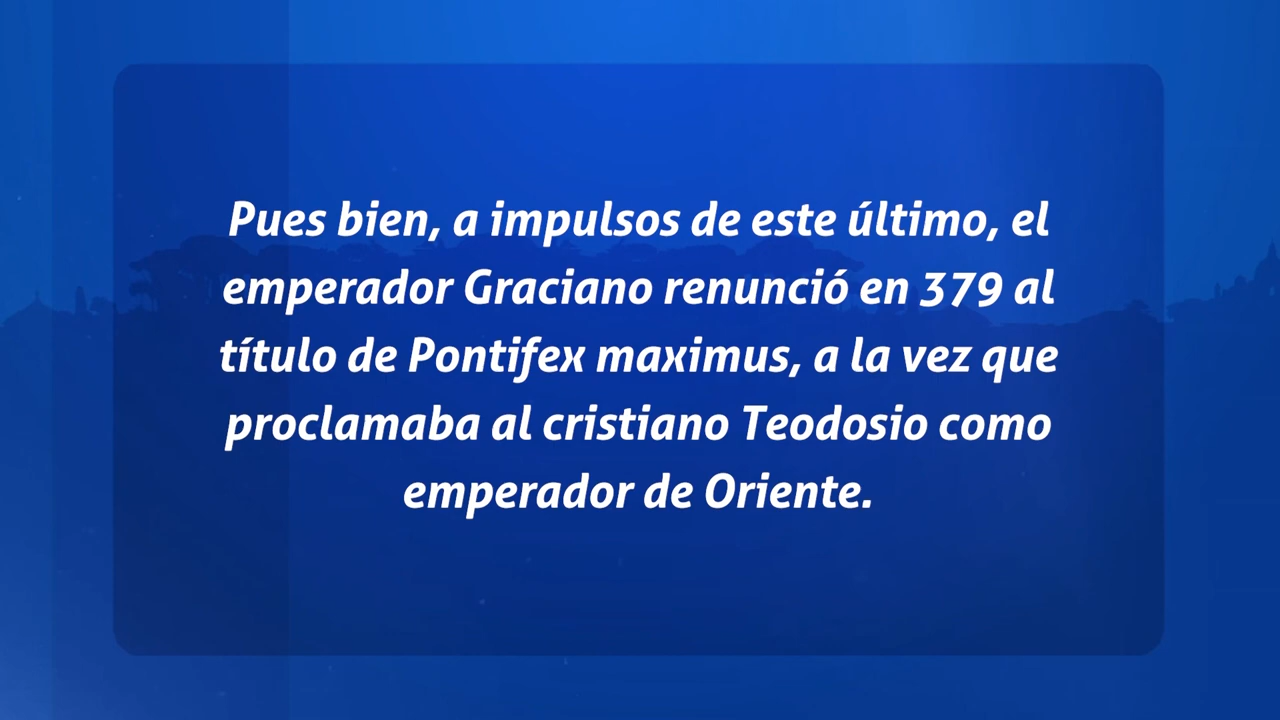 Pues bien, a impulsos de este último, el
emperador Graciano renunció en 379 al
título de Pontifex maximus, a la vez que
proclamaba al cristiano Teodosio como
emperador de Oriente.